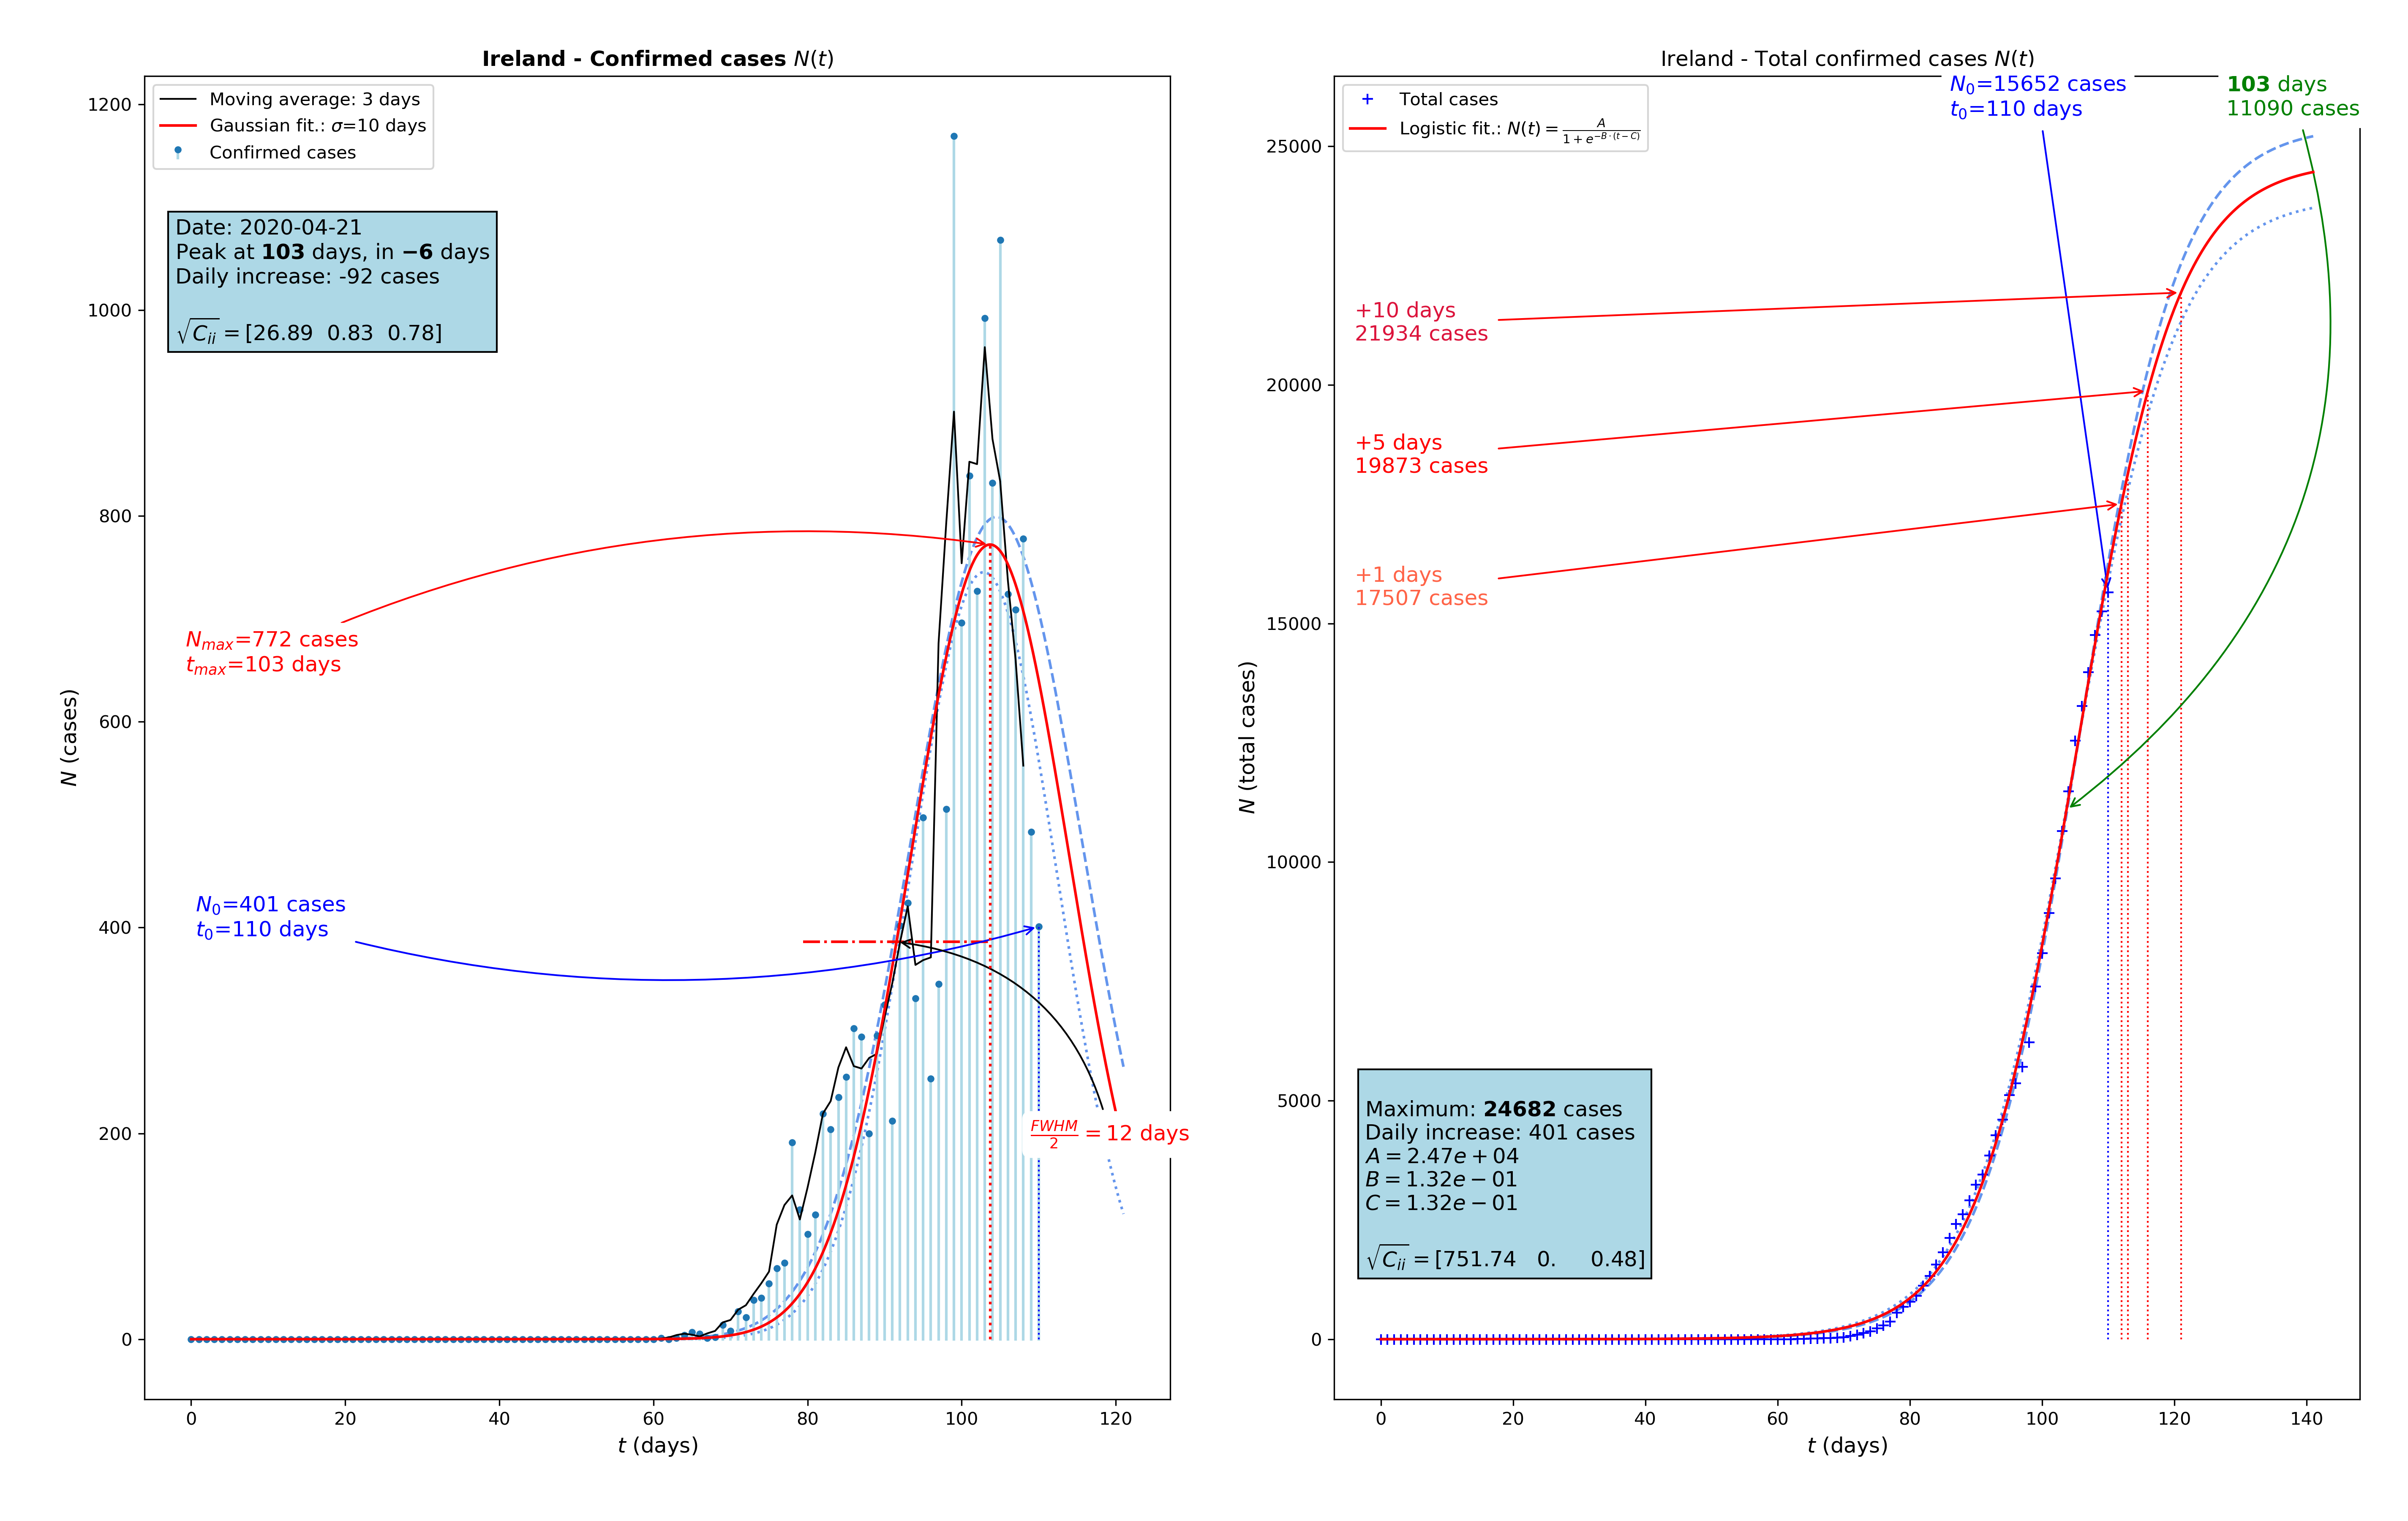 Ireland - Confirmed cases N(t)
Moving average: 3 days
Gaussian fit.: σ=10 days
Confirmed cases
Date: 2020-04-21
Peak at 103 days, in −6 days
Daily increase: -92 cases
√C_ii = [26.89 0.83 0.78]
N_max=772 cases
t_max=103 days
N_0=401 cases
t_0=110 days
FWHM/2 = 12 days
N (cases)
1200
1000
800
600
400
200
0
0 20 40 60 80 100 120
t (days)
Ireland - Total confirmed cases N(t)
Total cases
Logistic fit.: N(t) = A/(1+e^{−B·(t−C)})
N_0=15652 cases
t_0=110 days
103 days
11090 cases
+10 days
21934 cases
+5 days
19873 cases
+1 days
17507 cases
Maximum: 24682 cases
Daily increase: 401 cases
A = 2.47e + 04
B = 1.32e − 01
C = 1.32e − 01
√C_ii = [751.74 0. 0.48]
N (total cases)
25000
20000
15000
10000
5000
0
0 20 40 60 80 100 120 140
t (days)